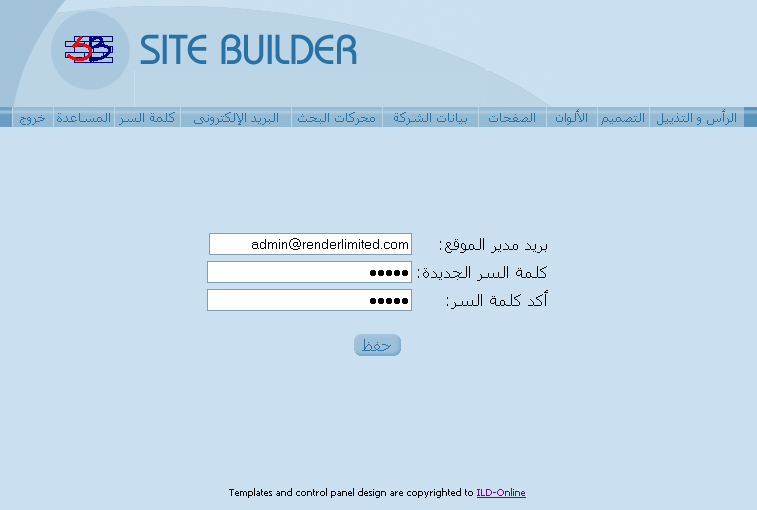 SB SITE BUILDER
الرأس و التذييل التصميم الألوان الصفحات بيانات الشركة محركات البحث البريد الإلكترونى كلمة السر المساعدة خروج
بريد مدير الموقع: admin@renderlimited.com
كلمة السر الجديدة: •••••
أكد كلمة السر: •••••
حفظ
Templates and control panel design are copyrighted to ILD-Online